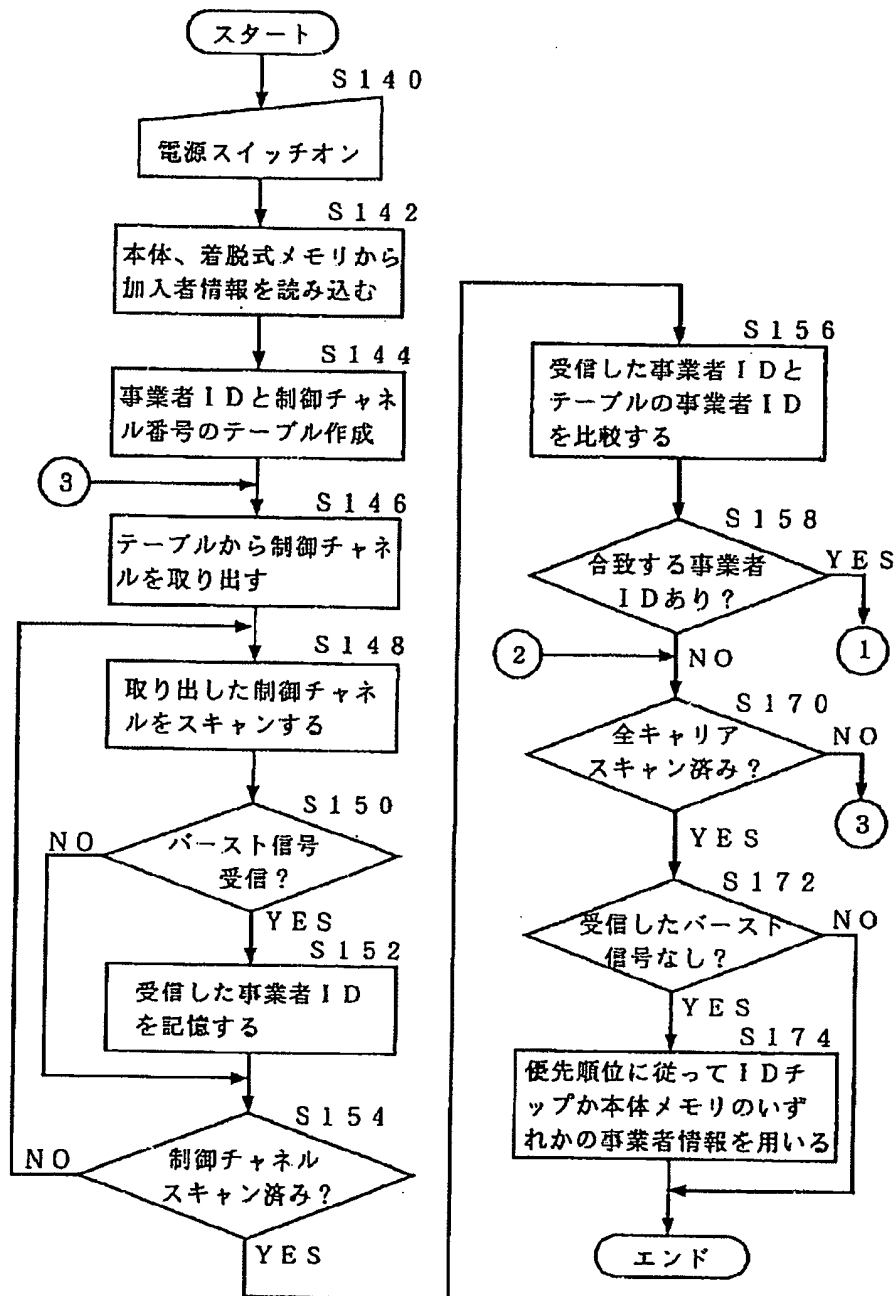 スタート
S140
電源スイッチオン
S142
本体、着脱式メモリから
加入者情報を読み込む
S144
事業者IDと制御チャネ
ル番号のテーブル作成
3
S146
テーブルから制御チャネ
ルを取り出す
S148
取り出した制御チャネ
ルをスキャンする
S150
バースト信号
受信?
NO
YES
S152
受信した事業者ID
を記憶する
S154
制御チャネル
スキャン済み?
NO
YES
S156
受信した事業者IDと
テーブルの事業者ID
を比較する
S158
合致する事業者
IDあり?
YES
1
2
NO
S170
全キャリア
スキャン済み?
NO
3
YES
S172
受信したバースト
信号なし?
NO
YES
S174
優先順位に従ってIDチ
ップか本体メモリのいず
れかの事業者情報を用いる
エンド